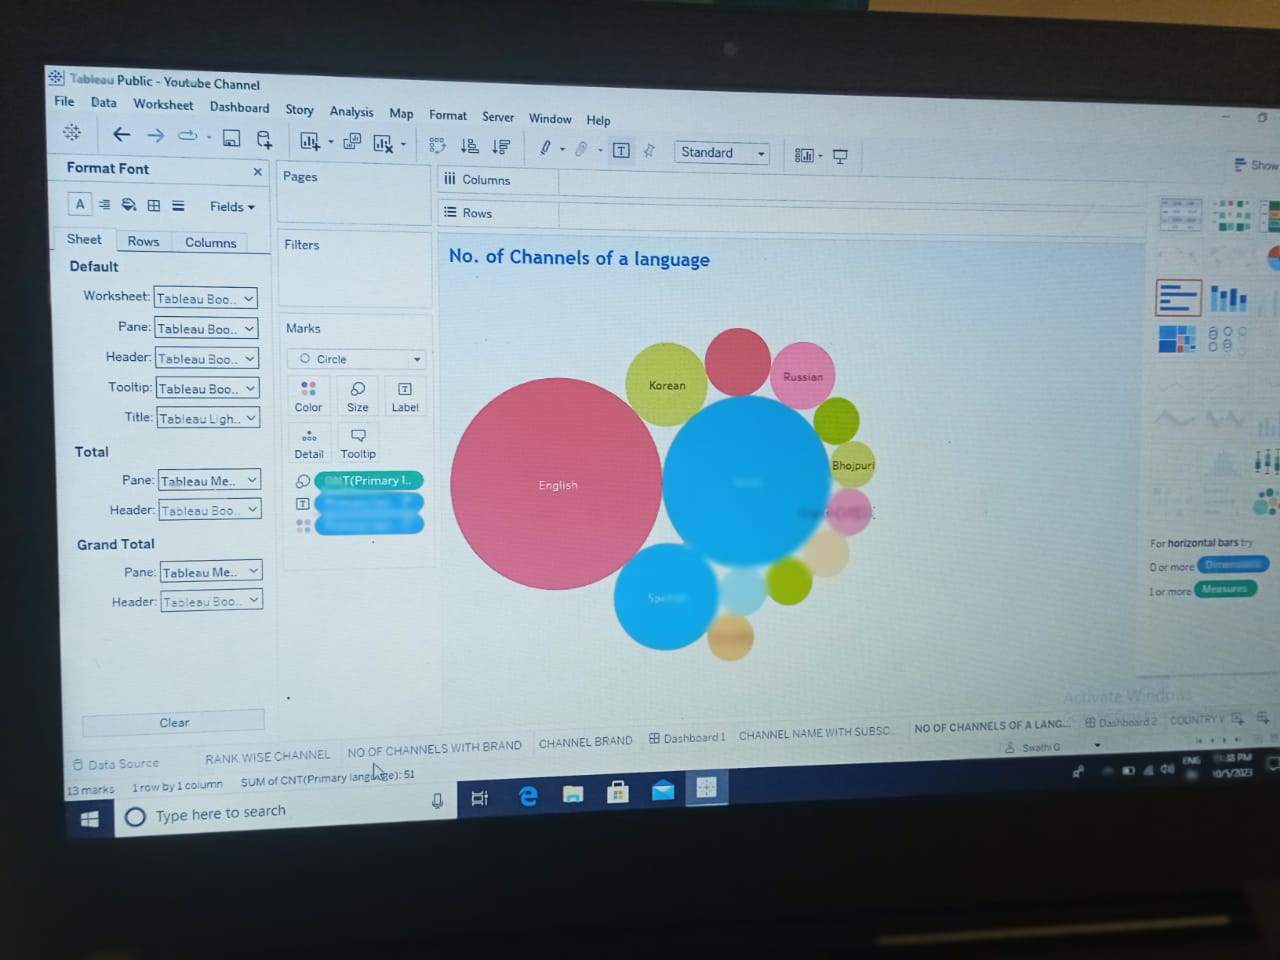 Tableau Public - Youtube Channel
File Data Worksheet Dashboard Story Analysis Map Format Server Window Help
Standard
Show
Format Font
Fields
Sheet Rows Columns
Default
Worksheet: Tableau Boo..
Pane: Tableau Boo..
Header: Tableau Boo..
Tooltip: Tableau Boo..
Title: Tableau Ligh..
Total
Pane: Tableau Me..
Header: Tableau Boo..
Grand Total
Pane: Tableau Me..
Header: Tableau Boo..
Clear
Pages
Filters
Marks
Circle
Color Size Label
Detail Tooltip
CNT(Primary l..
Columns
Rows
No. of Channels of a language
Korean
Russian
Bhojpuri
English
For horizontal bars try
0 or more Dimensions
1 or more Measures
Activate Windows
Data Source RANK WISE CHANNEL NO OF CHANNELS WITH BRAND CHANNEL BRAND Dashboard 1 CHANNEL NAME WITH SUBSC.. NO OF CHANNELS OF A LANG... Dashboard 2 COUNTRY V
13 marks 1 row by 1 column SUM of CNT(Primary language): 51
Swathi G
Type here to search
ENG
PM
10/5/2023